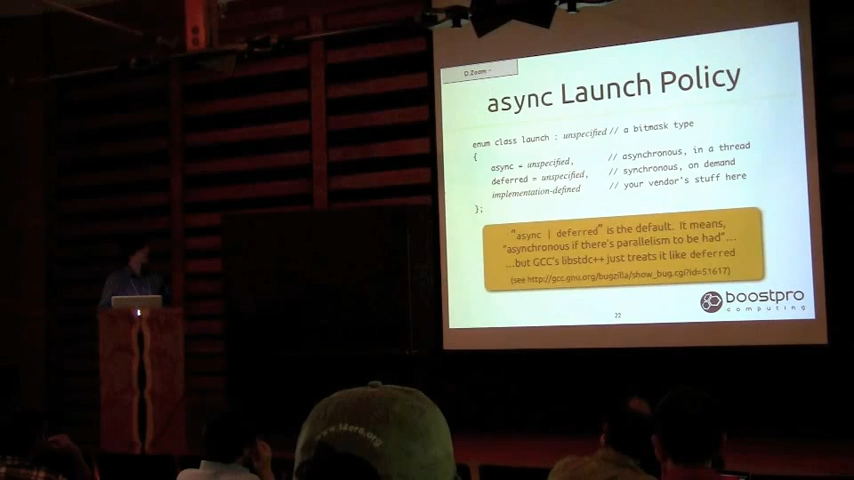 D.Zoom -
async Launch Policy
enum class launch : unspecified // a bitmask type
{
async = unspecified, // asynchronous, in a thread
deferred = unspecified, // synchronous, on demand
implementation-defined // your vendor's stuff here
};
"async | deferred" is the default. It means,
"asynchronous if there's parallelism to be had"....
...but GCC's libstdc++ just treats it like deferred
(see http://gcc.gnu.org/bugzilla/show_bug.cgi?id=51617)
boostpro
computing
22